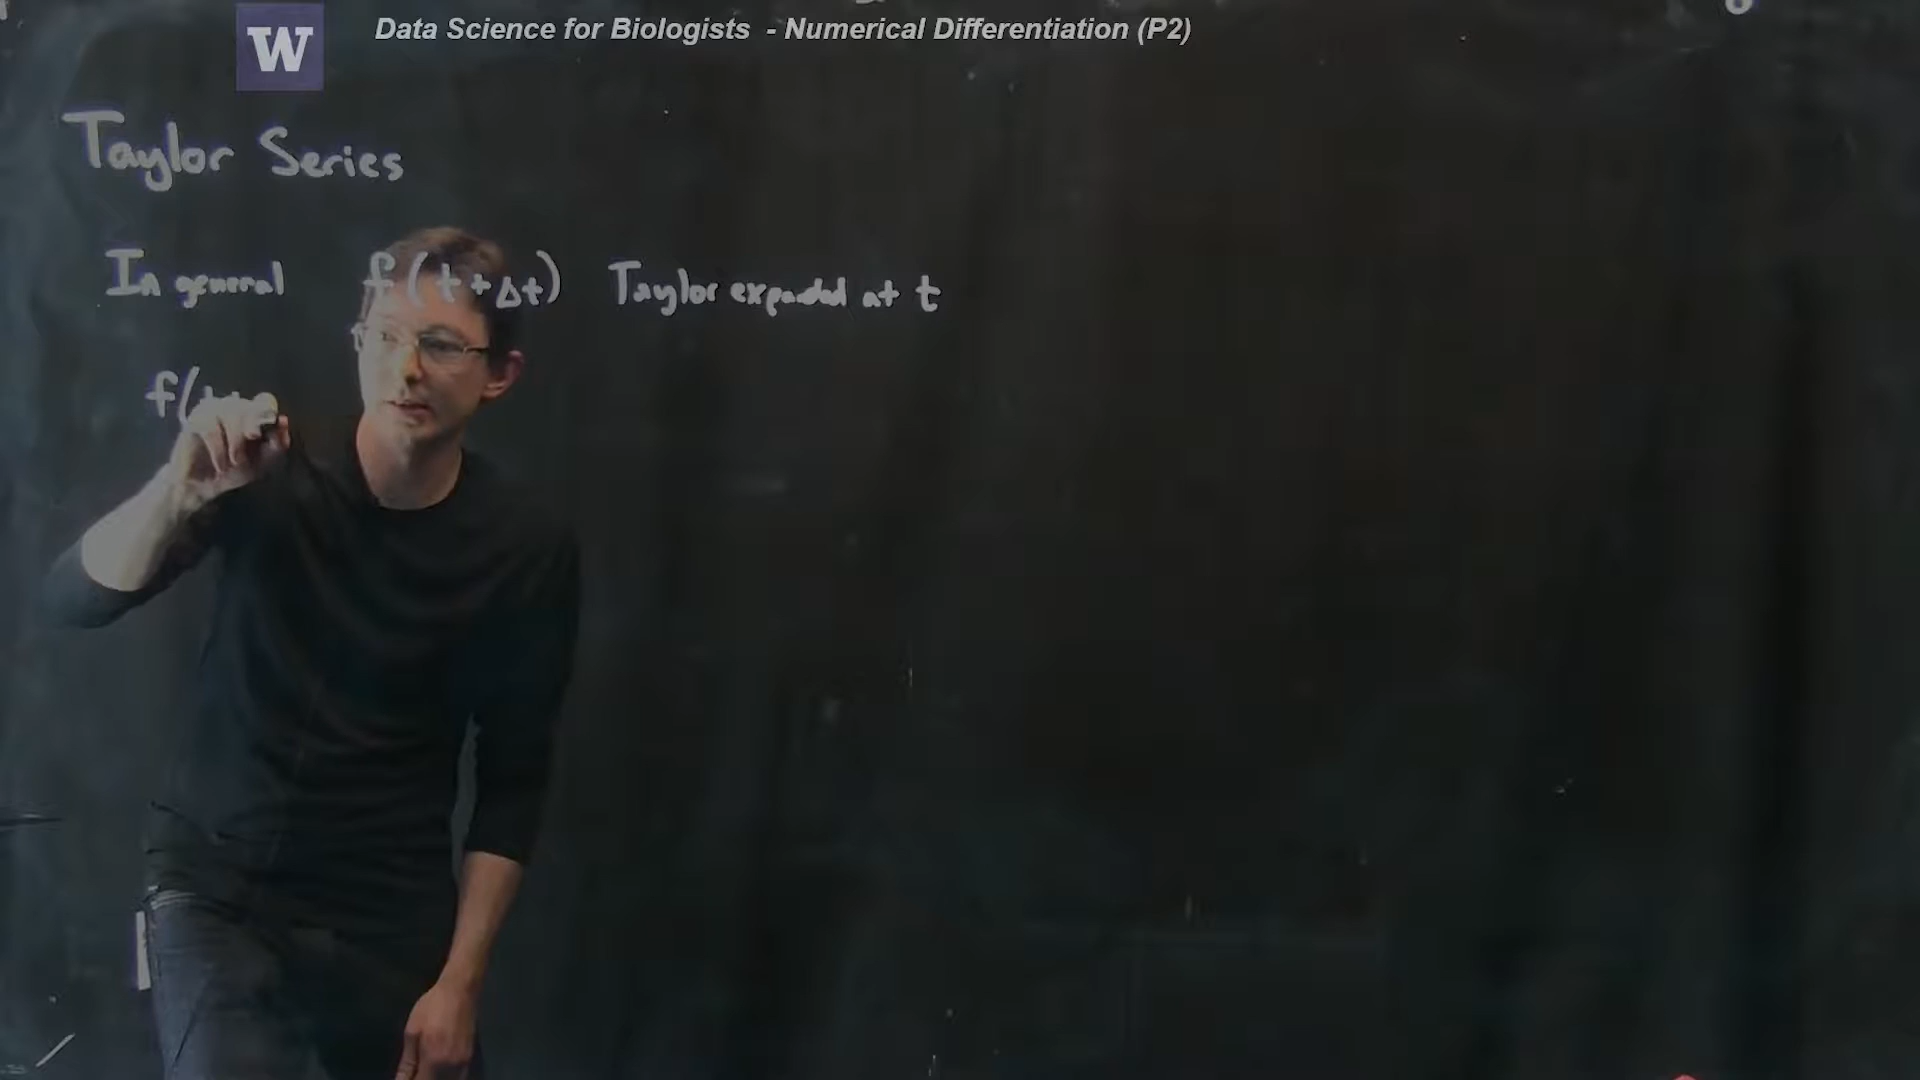 W Data Science for Biologists - Numerical Differentiation (P2)
Taylor Series
In general f(t+Δt) Taylor expanded at t
f(t+